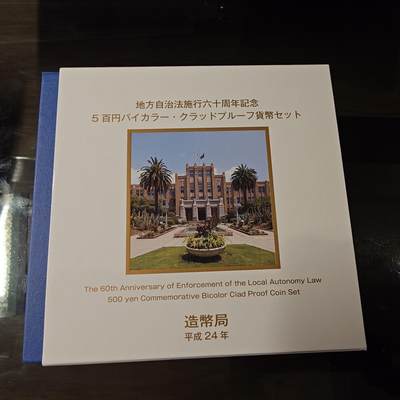 地方自治法施行六十周年記念
5百円バイカラー・クラッドプルーフ貨幣セット
The 60th Anniversary of Enforcement of the Local Autonomy Law
500 yen Commemorative Bicolor Clad Proof Coin Set
造幣局
平成24年